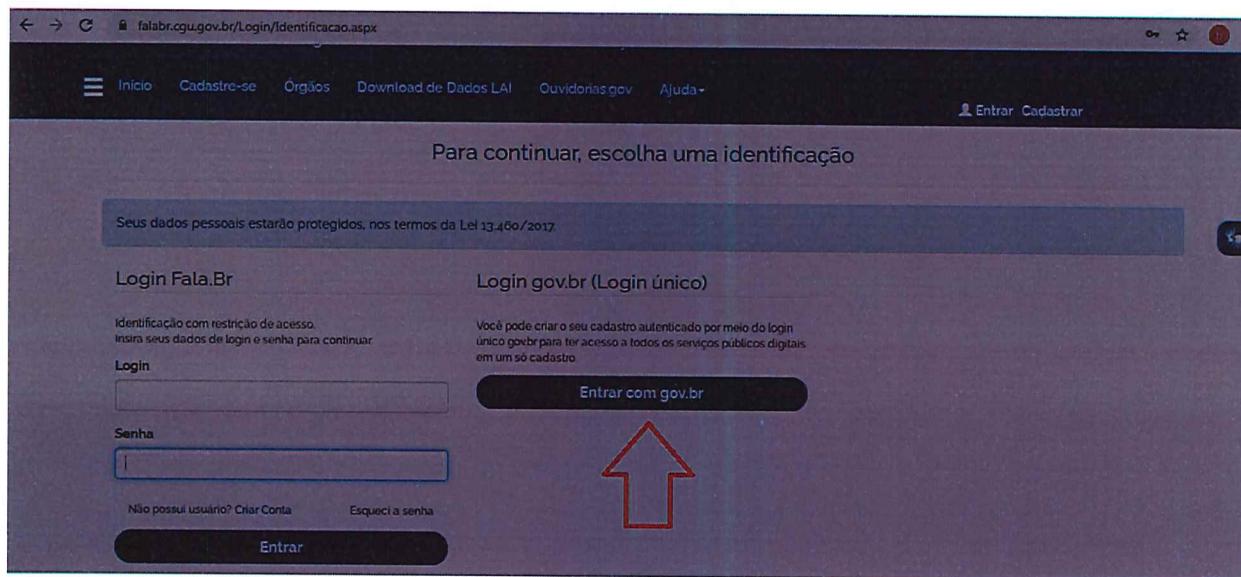 falabr.cgu.gov.br/Login/Identificacao.aspx
Início Cadastre-se Órgãos Download de Dados LAI Ouvidorias.gov Ajuda
Entrar Cadastrar
Para continuar, escolha uma identificação
Seus dados pessoais estarão protegidos, nos termos da Lei 13.460/2017.
Login Fala.Br
Identificação com restrição de acesso.
Insira seus dados de login e senha para continuar
Login
Senha
Não possui usuário? Criar Conta Esqueci a senha
Entrar
Login gov.br (Login único)
Você pode criar o seu cadastro autenticado por meio do login
único gov.br para ter acesso a todos os serviços públicos digitais
em um só cadastro
Entrar com gov.br